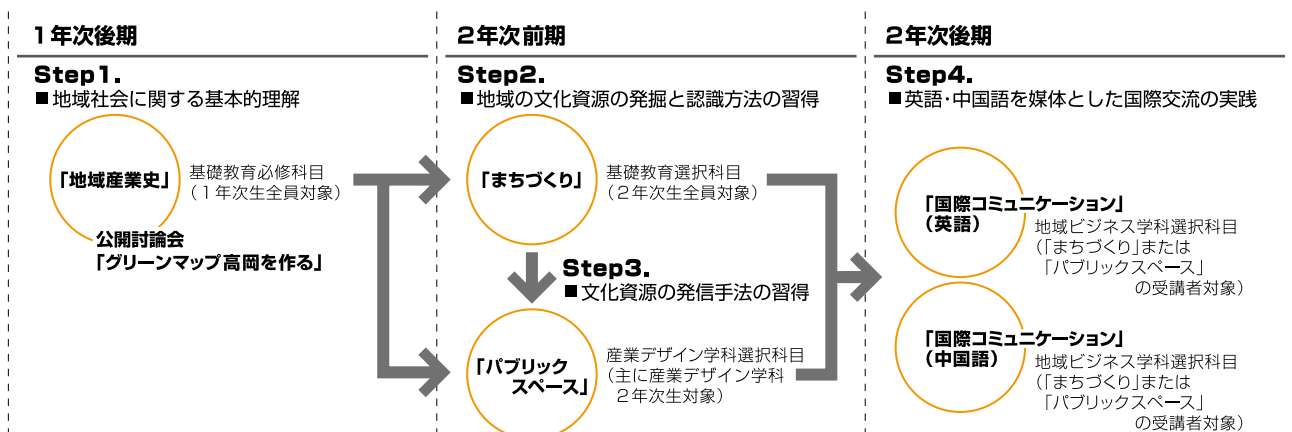 1年次後期
Step1.
■地域社会に関する基本的理解
「地域産業史」
基礎教育必修科目
(1年次生全員対象)
公開討論会
「グリーンマップ高岡を作る」
2年次前期
Step2.
■地域の文化資源の発掘と認識方法の習得
「まちづくり」
基礎教育選択科目
(2年次生全員対象)
Step3.
■文化資源の発信手法の習得
「パブリック
スペース」
産業デザイン学科選択科目
(主に産業デザイン学科
2年次生対象)
2年次後期
Step4.
■英語・中国語を媒体とした国際交流の実践
「国際コミュニケーション」
(英語)
地域ビジネス学科選択科目
(「まちづくり」または
「パブリックスペース」
の受講者対象)
「国際コミュニケーション」
(中国語)
地域ビジネス学科選択科目
(「まちづくり」または
「パブリックスペース」
の受講者対象)